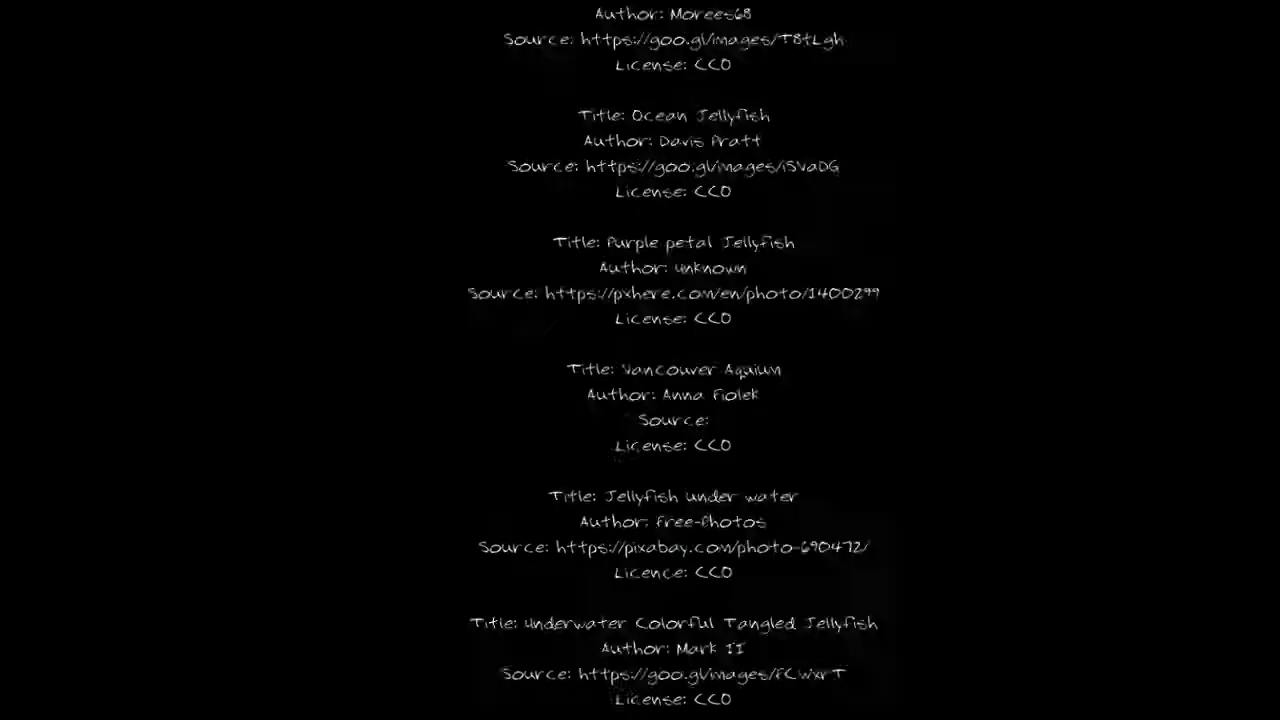 Author: Morees68
Source: https://goo.gl/images/T8tLgh
License: CC0
Title: Ocean Jellyfish
Author: Davis Pratt
Source: https://goo.gl/images/iSVaDG
License: CC0
Title: Purple petal Jellyfish
Author: unknown
Source: https://pxhere.com/en/photo/1400299
License: CC0
Title: Vancouver Aquium
Author: Anna Fiolek
Source:
License: CC0
Title: Jellyfish under water
Author: Free-Photos
Source: https://pixabay.com/photo-690472/
Licence: CC0
Title: Underwater Colorful Tangled Jellyfish
Author: Mark II
Source: https://goo.gl/images/fCWxrT
License: CC0